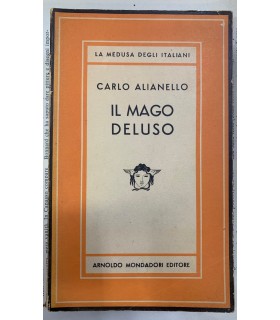 LA MEDUSA DEGLI ITALIANI
CARLO ALIANELLO
IL MAGO
DELUSO
ARNOLDO MONDADORI EDITORE